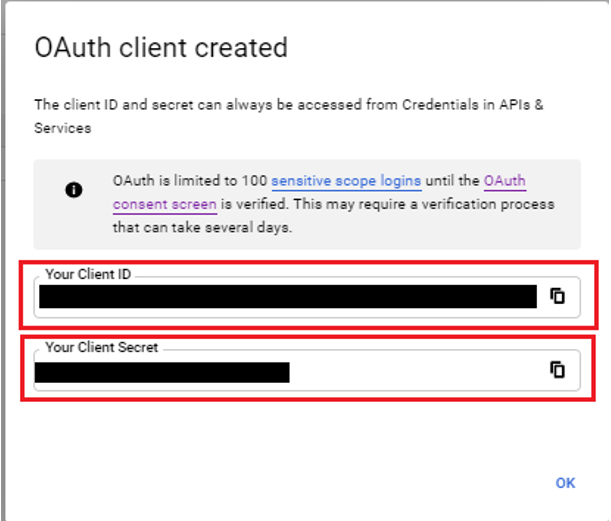 OAuth client created
The client ID and secret can always be accessed from Credentials in APIs &
Services
OAuth is limited to 100 sensitive scope logins until the OAuth
consent screen is verified. This may require a verification process
that can take several days.
Your Client ID
Your Client Secret
OK